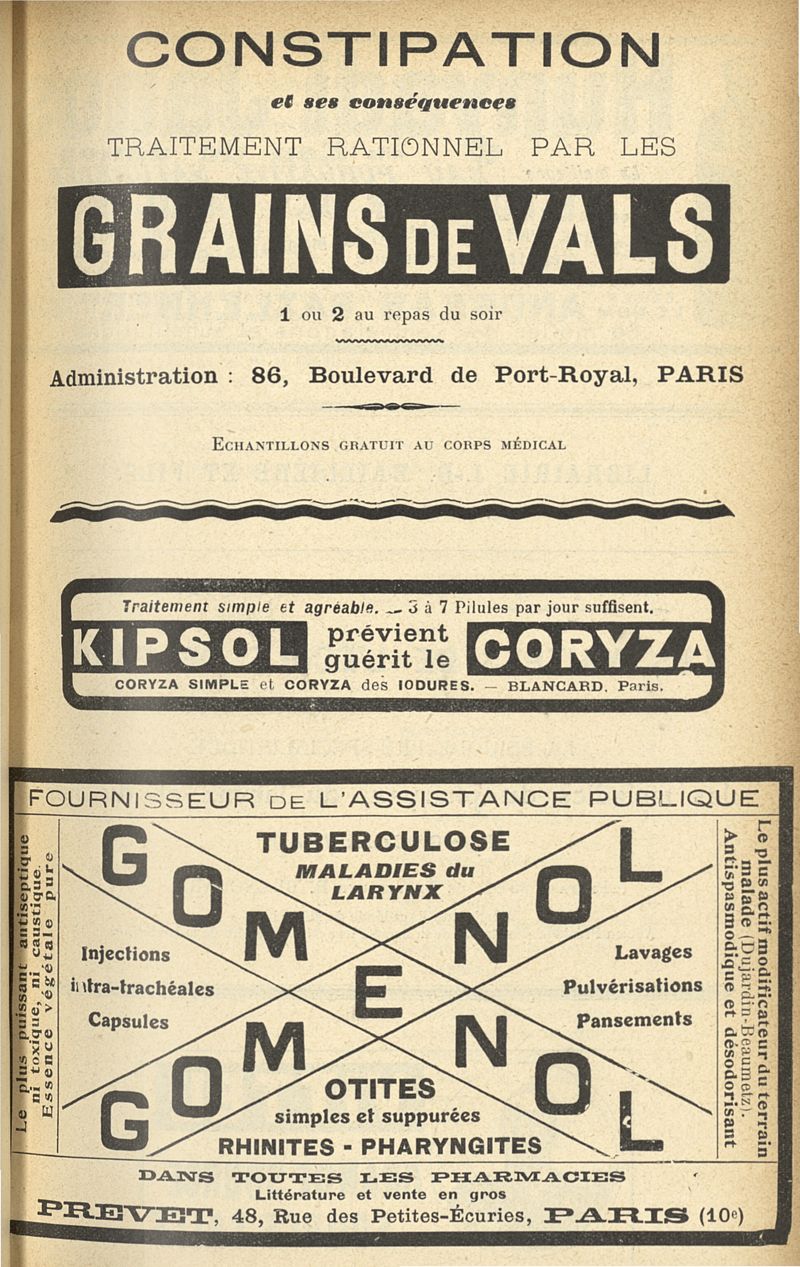 CONSTIPATION
et ses conséquences
TRAITEMENT RATIONNEL PAR LES
GRAINS DE VALS
1 ou 2 au repas du soir
Administration : 86, Boulevard de Port-Royal, PARIS
ECHANTILLONS GRATUIT AU CORPS MÉDICAL
Traitement simple et agréable. — 3 à 7 Pilules par jour suffisent.
KIPSOL prévient guérit le CORYZA
CORYZA SIMPLE et CORYZA des IODURES. — BLANCARD. Paris.
FOURNISSEUR DE L'ASSISTANCE PUBLIQUE
Le plus puissant antiseptique
ni toxique, ni caustique.
Essence végétale pure
GOMENOL
GOMENOL
TUBERCULOSE
MALADIES du
LARYNX
Injections
intra-trachéales
Capsules
Lavages
Pulvérisations
Pansements
OTITES
simples et suppurées
RHINITES - PHARYNGITES
Le plus actif modificateur du terrain
malade (Dujardin-Beaumetz).
Antispasmodique et désodorisant
DANS TOUTES LES PHARMACIES
Littérature et vente en gros
PREVET, 48, Rue des Petites-Écuries, PARIS (10e)